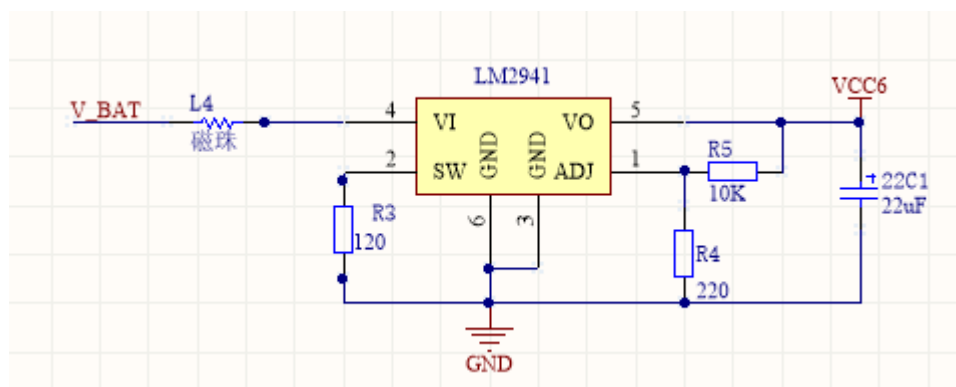 LM2941
VCC6
V_BAT
L4
磁珠
4
VI
VO
5
2
SW
GND
GND
ADJ
1
R5
10K
22C1
22uF
R3
120
6
3
R4
220
GND